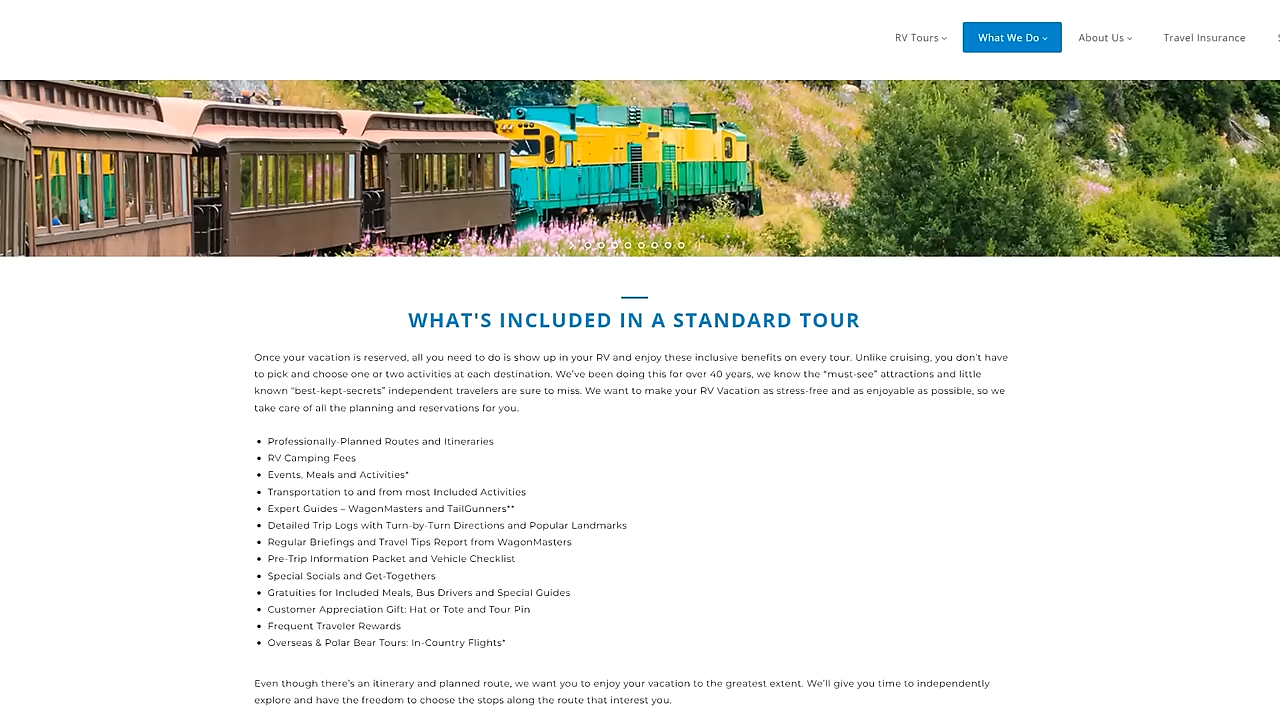 RV Tours
What We Do
About Us
Travel Insurance
WHAT'S INCLUDED IN A STANDARD TOUR
Once your vacation is reserved, all you need to do is show up in your RV and enjoy these inclusive benefits on every tour. Unlike cruising, you don’t have
to pick and choose one or two activities at each destination. We’ve been doing this for over 40 years, we know the “must-see” attractions and little
known “best-kept-secrets” independent travelers are sure to miss. We want to make your RV Vacation as stress-free and as enjoyable as possible, so we
take care of all the planning and reservations for you.
• Professionally-Planned Routes and Itineraries
• RV Camping Fees
• Events, Meals and Activities*
• Transportation to and from most Included Activities
• Expert Guides – WagonMasters and TailGunners**
• Detailed Trip Logs with Turn-by-Turn Directions and Popular Landmarks
• Regular Briefings and Travel Tips Report from WagonMasters
• Pre-Trip Information Packet and Vehicle Checklist
• Special Socials and Get-Togethers
• Gratuities for Included Meals, Bus Drivers and Special Guides
• Customer Appreciation Gift: Hat or Tote and Tour Pin
• Frequent Traveler Rewards
• Overseas & Polar Bear Tours: In-Country Flights*
Even though there’s an itinerary and planned route, we want you to enjoy your vacation to the greatest extent. We’ll give you time to independently
explore and have the freedom to choose the stops along the route that interest you.